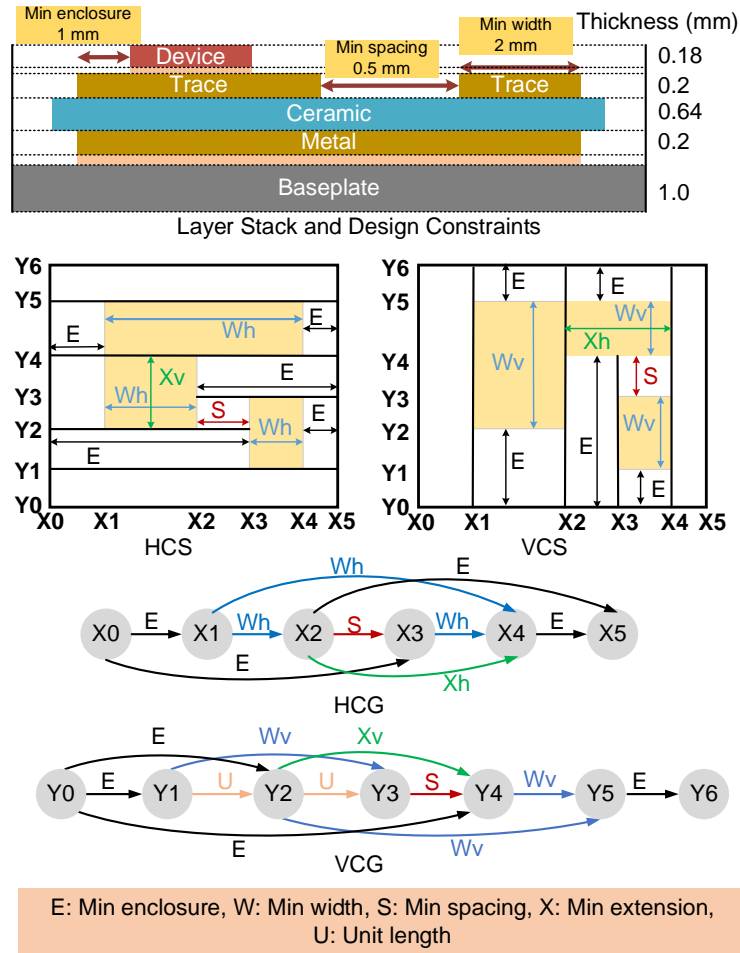 Min enclosure
1 mm
Min spacing
0.5 mm
Min width
2 mm
Thickness (mm)
Device
0.18
Trace
Trace
0.2
Ceramic
0.64
Metal
0.2
Baseplate
1.0
Layer Stack and Design Constraints
Y6
Y5
Y4
Y3
Y2
Y1
Y0
X0
X1
X2
X3
X4
X5
E
Wh
E
Xv
E
Wh
S
Wh
E
E
HCS
Y6
Y5
Y4
Y3
Y2
Y1
Y0
X0
X1
X2
X3
X4
X5
E
E
Wv
Xh
Wv
S
Wv
E
E
E
VCS
Wh
E
X0
E
X1
Wh
X2
S
X3
Wh
X4
E
X5
E
Xh
HCG
E
Wv
Xv
Y0
E
Y1
U
Y2
U
Y3
S
Y4
Wv
Y5
E
Y6
E
Wv
VCG
E: Min enclosure, W: Min width, S: Min spacing, X: Min extension,
U: Unit length